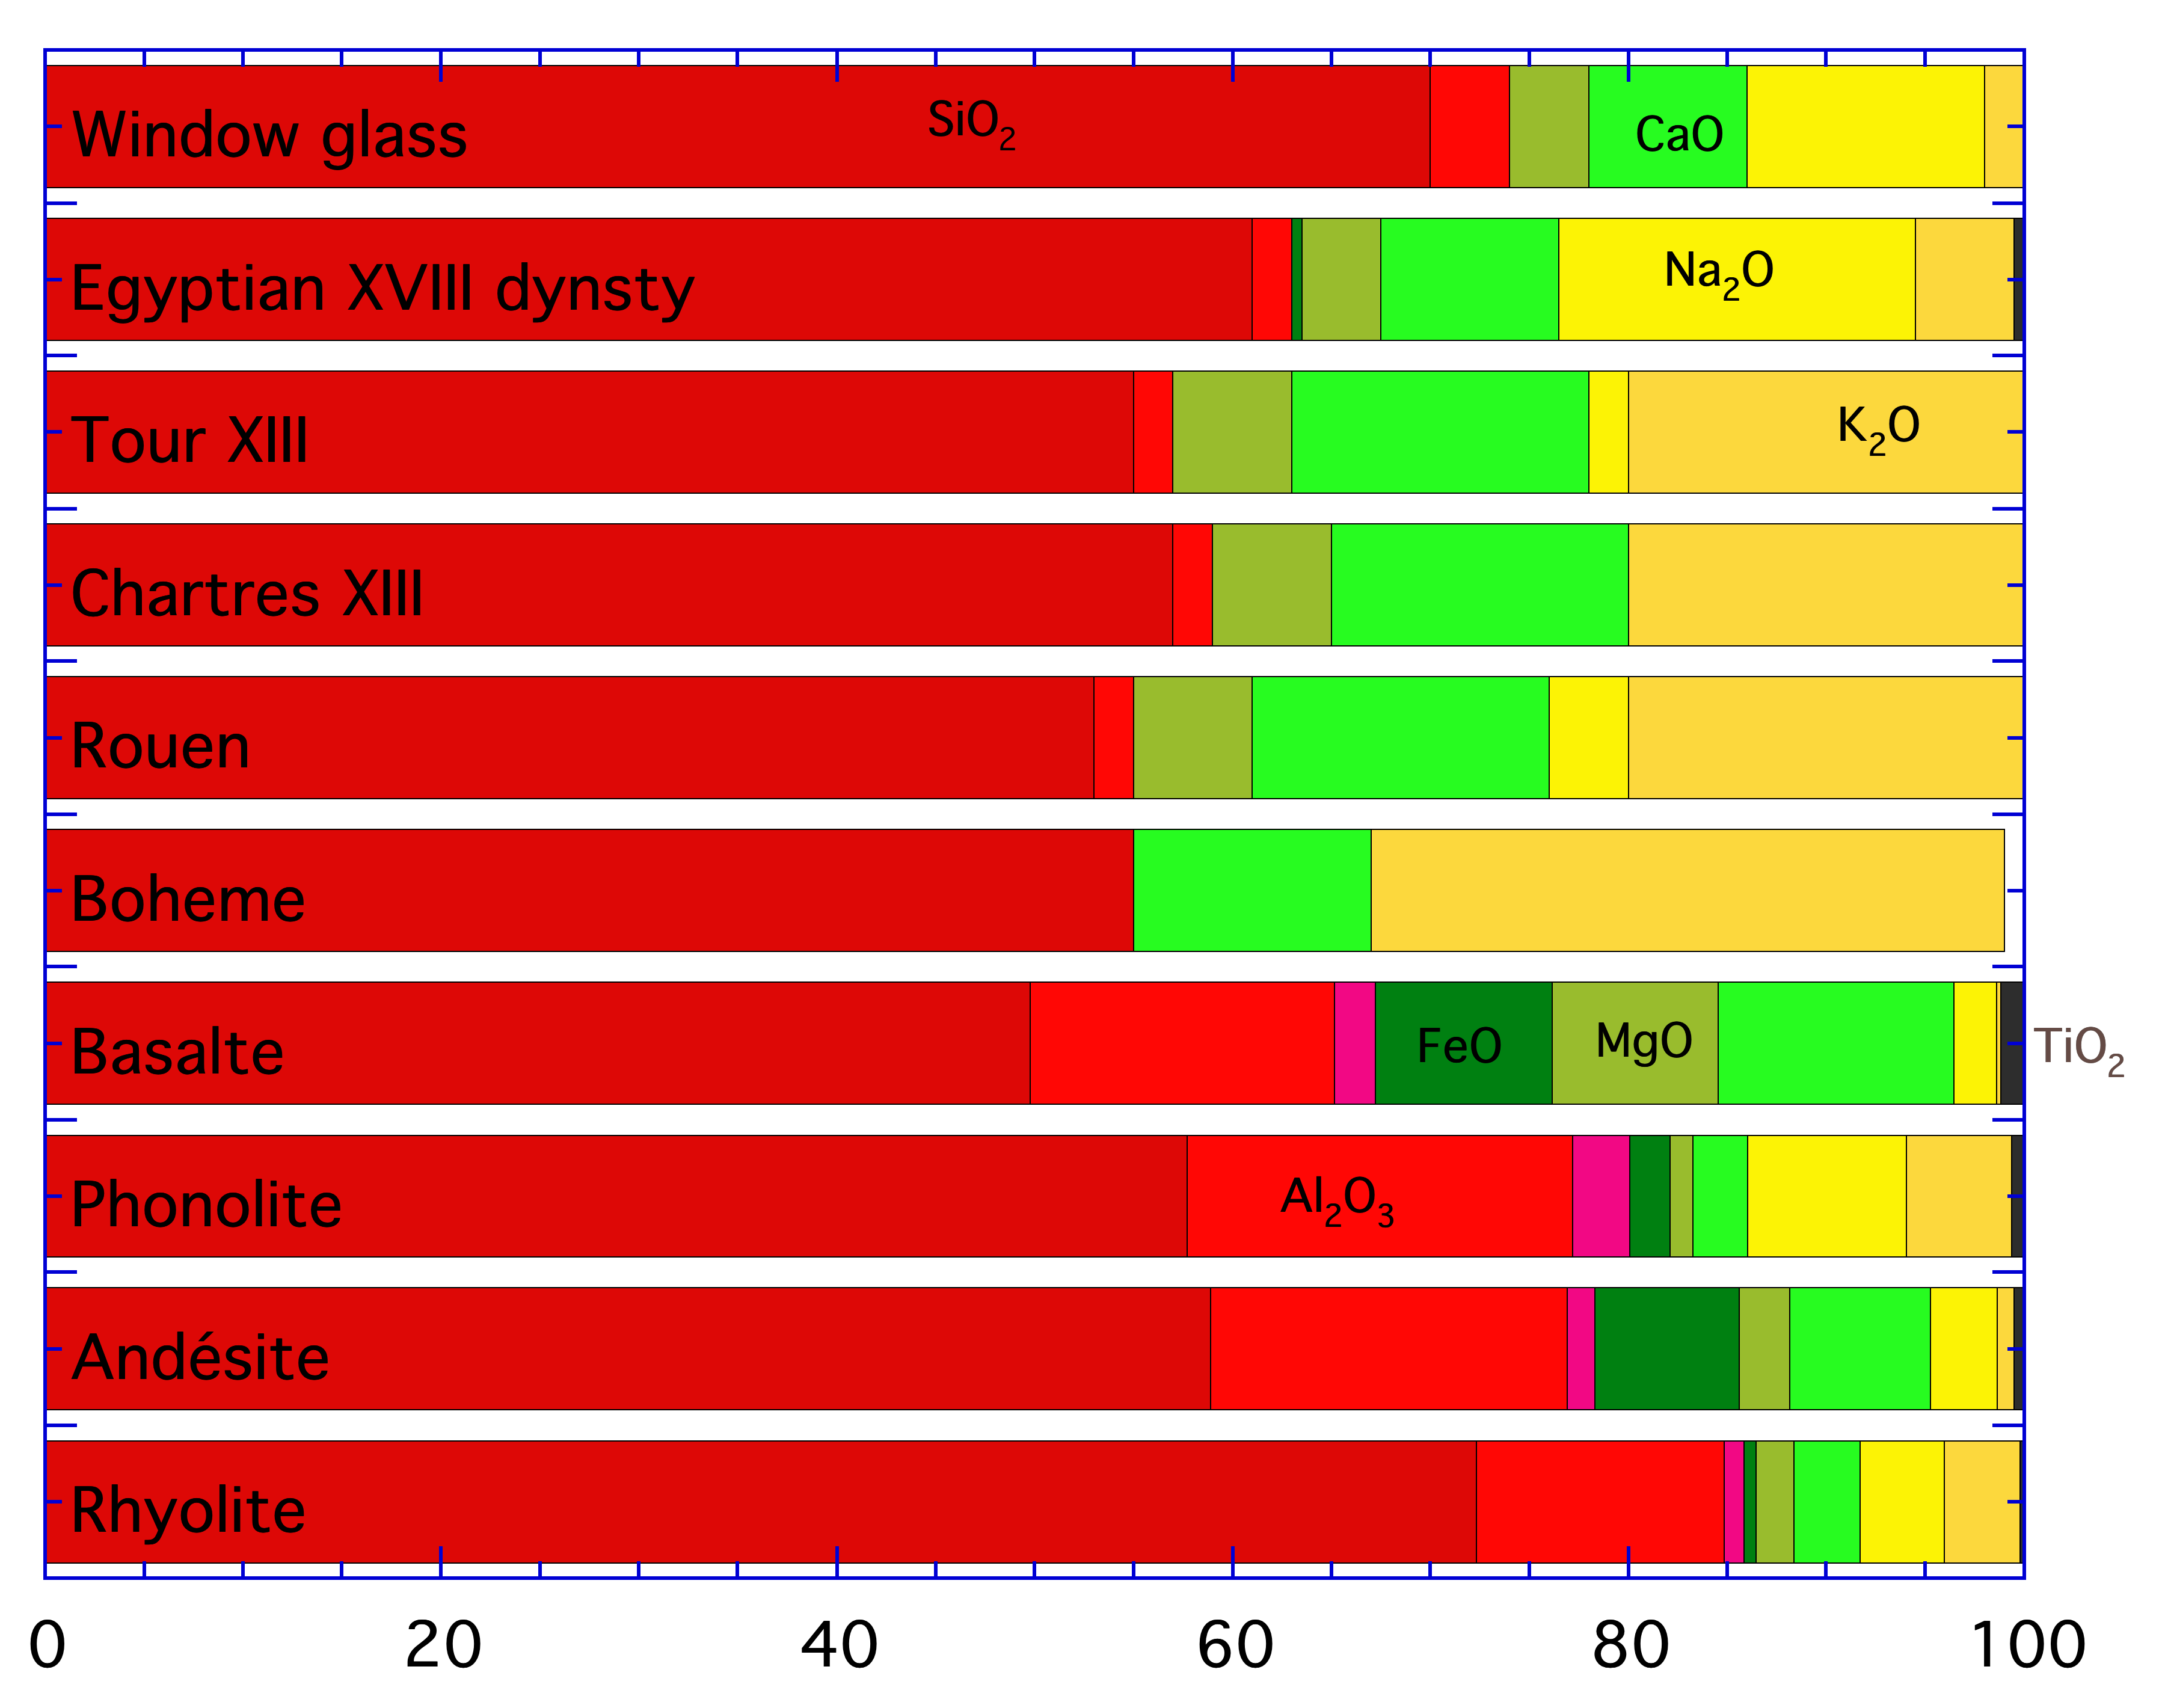 Window glass SiO₂ CaO
Egyptian XVIII dynsty Na₂O
Tour XIII K₂O
Chartres XIII
Rouen
Boheme
Basalte FeO MgO TiO₂
Phonolite Al₂O₃
Andésite
Rhyolite
0 20 40 60 80 100